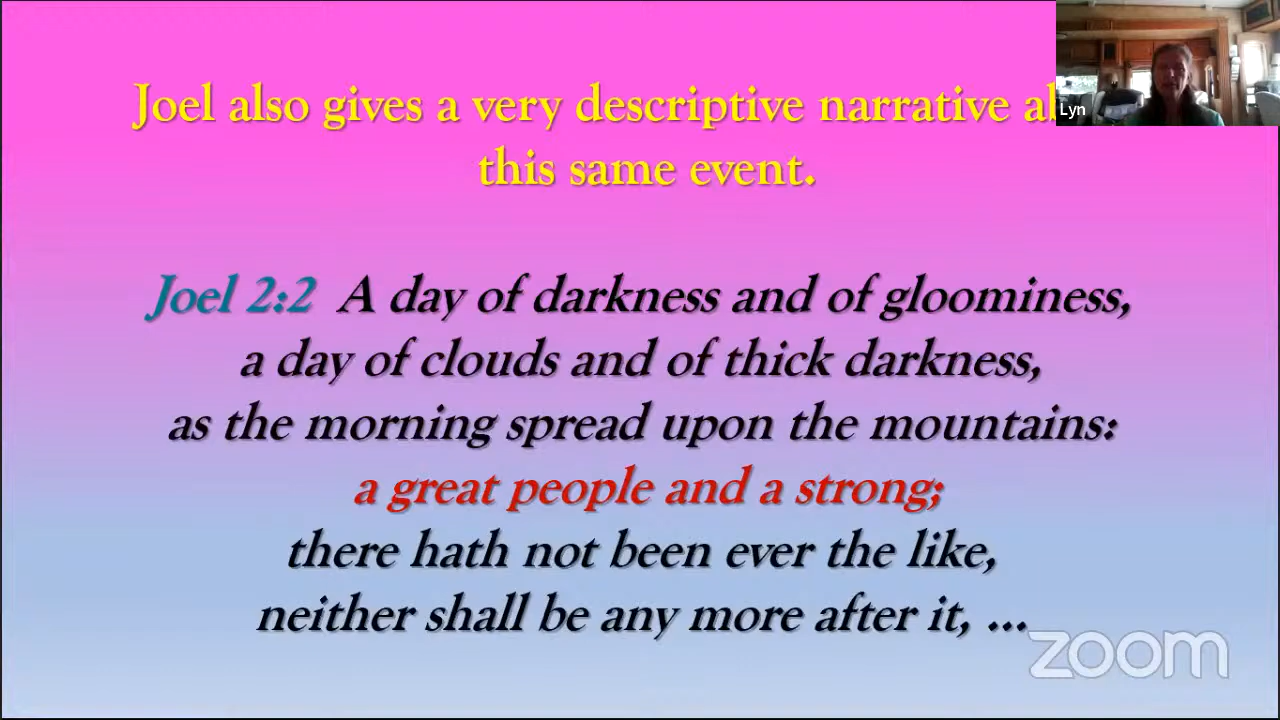 Joel also gives a very descriptive narrative
this same event.
Lyn
Joel 2:2 A day of darkness and of gloominess,
a day of clouds and of thick darkness,
as the morning spread upon the mountains:
a great people and a strong;
there hath not been ever the like,
neither shall be any more after it, ...
zoom